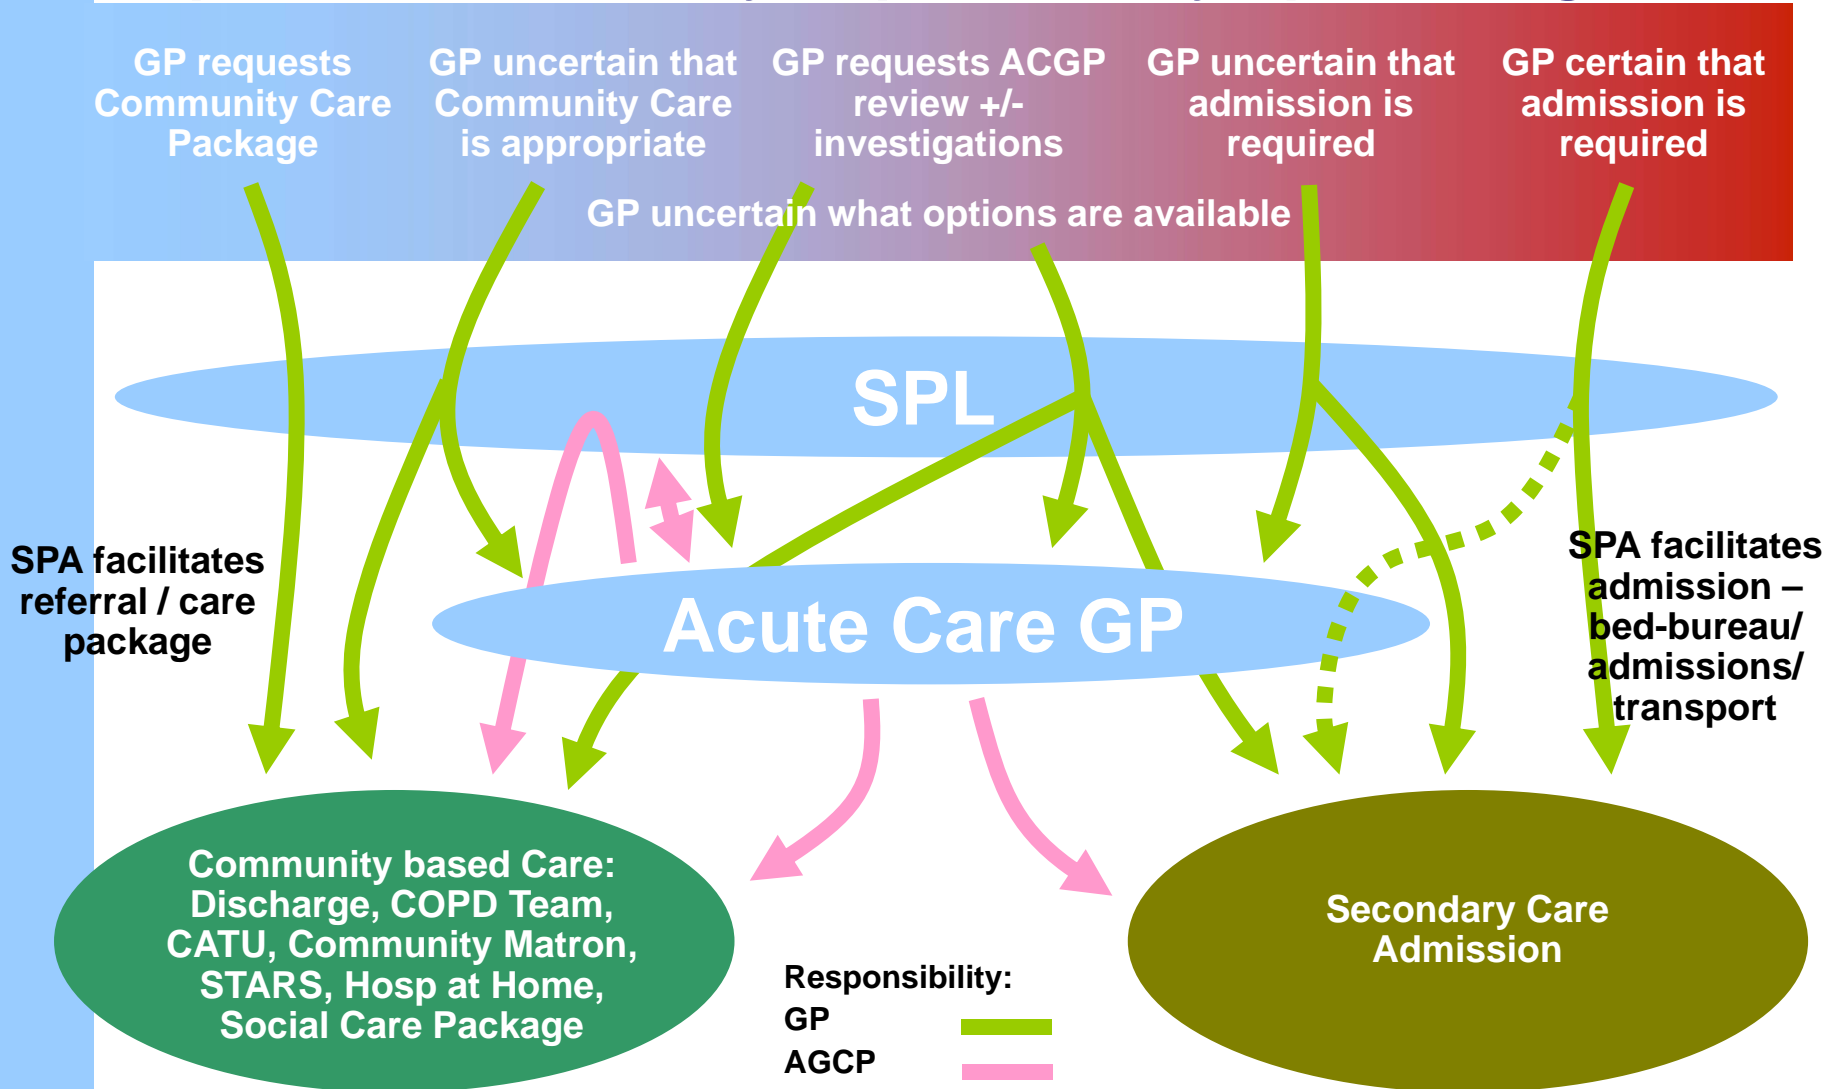 GP requests
Community Care
Package
GP uncertain that
Community Care
is appropriate
GP requests ACGP
review +/-
investigations
GP uncertain that
admission is
required
GP certain that
admission is
required
GP uncertain what options are available
SPL
SPA facilitates
referral / care
package
SPA facilitates
admission –
bed-bureau/
admissions/
transport
Acute Care GP
Community based Care:
Discharge, COPD Team,
CATU, Community Matron,
STARS, Hosp at Home,
Social Care Package
Secondary Care
Admission
Responsibility:
GP
AGCP